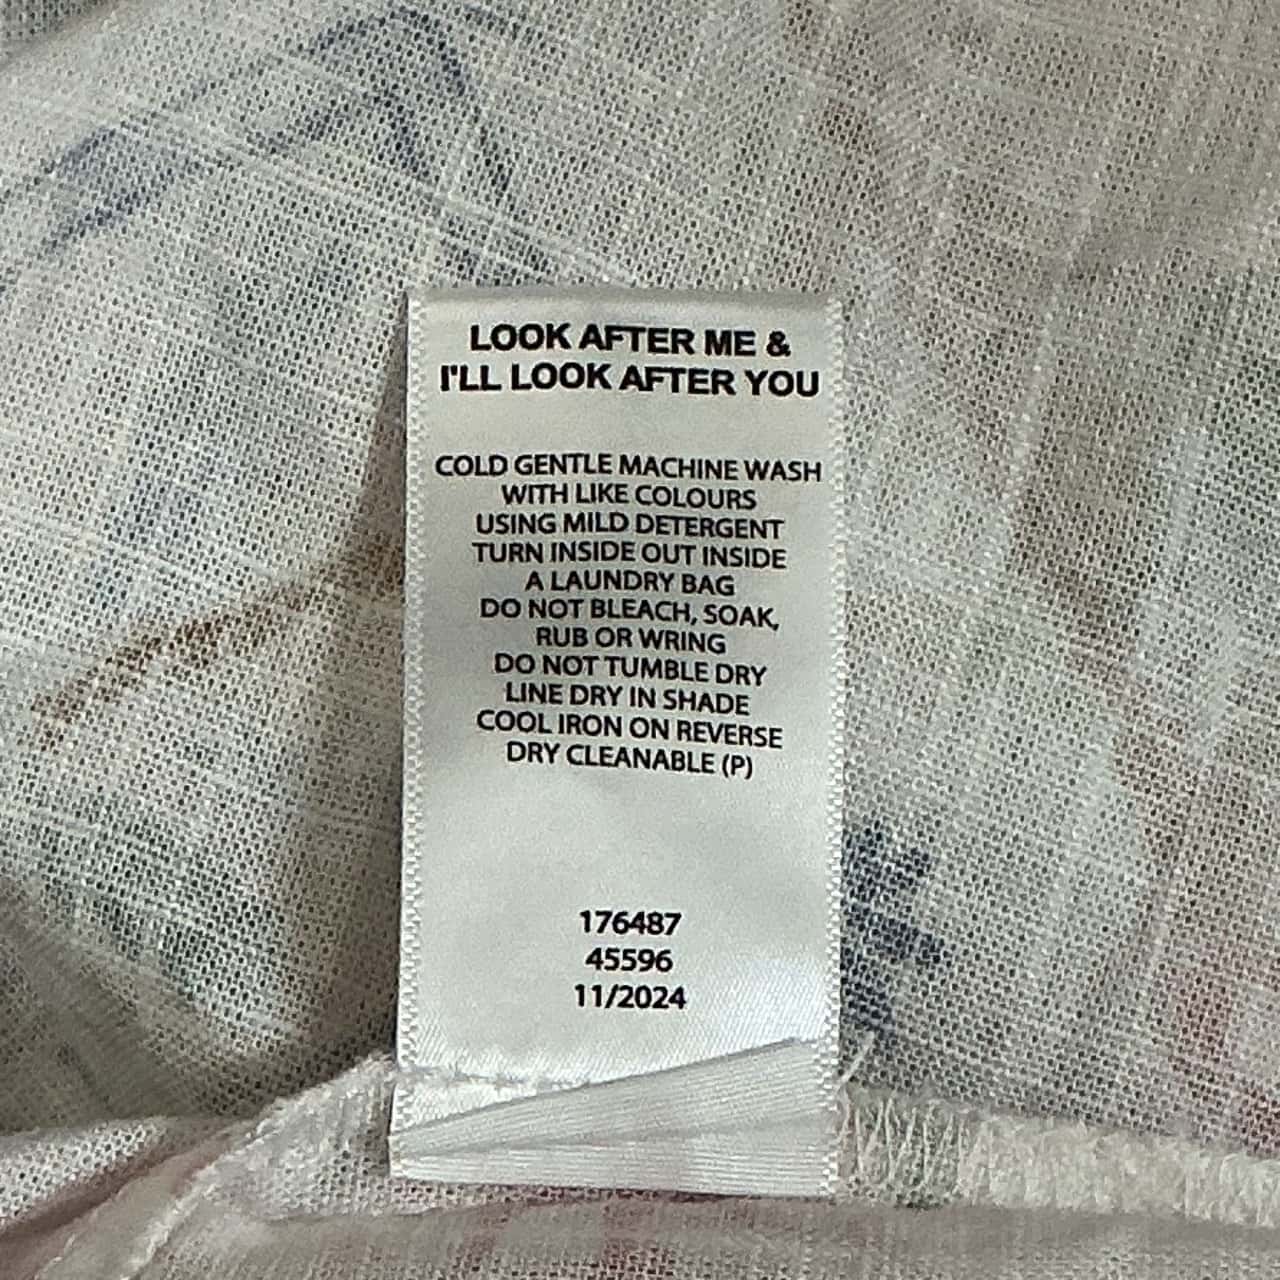 LOOK AFTER ME &
I'LL LOOK AFTER YOU
COLD GENTLE MACHINE WASH
WITH LIKE COLOURS
USING MILD DETERGENT
TURN INSIDE OUT INSIDE
A LAUNDRY BAG
DO NOT BLEACH, SOAK,
RUB OR WRING
DO NOT TUMBLE DRY
LINE DRY IN SHADE
COOL IRON ON REVERSE
DRY CLEANABLE (P)
176487
45596
11/2024